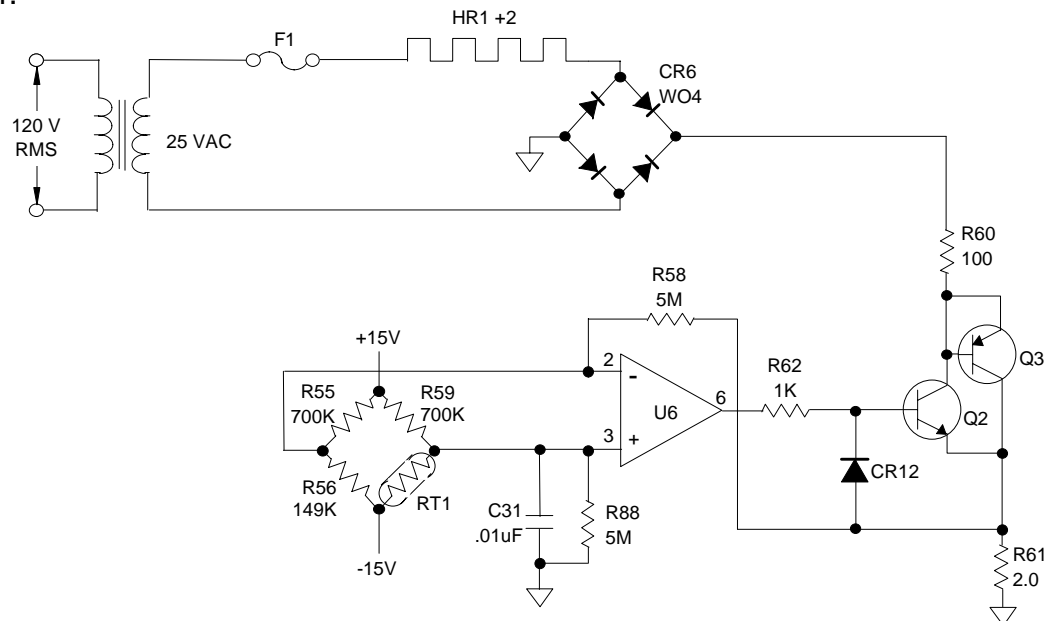 HR1 +2
F1
CR6
WO4
120 V
RMS
25 VAC
R60
100
R58
5M
+15V
Q3
2
R62
1K
R55
700K
R59
700K
-
U6
6
Q2
3
+
R56
149K
RT1
CR12
C31
.01uF
R88
5M
-15V
R61
2.0